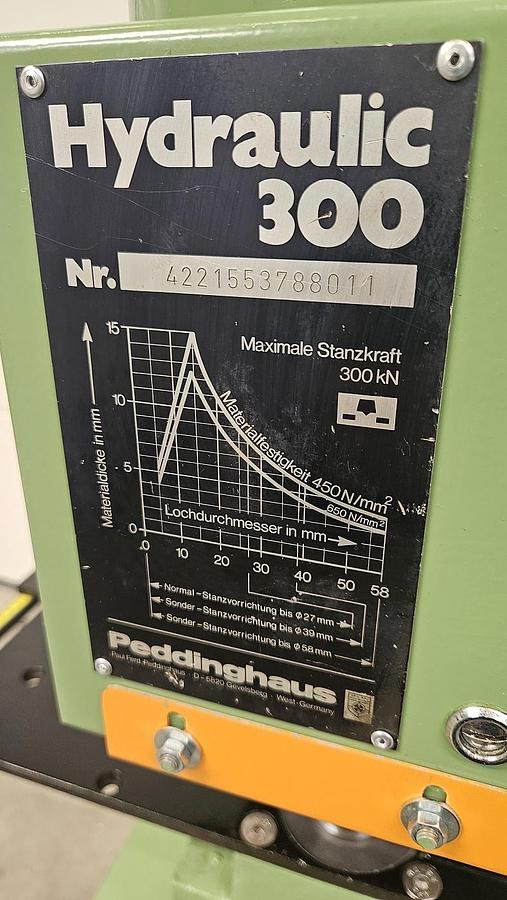 Hydraulic
300
Nr. 4221553788011
Maximale Stanzkraft
300 kN
15
10
5
0
Materialdicke in mm
Materialfestigkeit 450 N/mm²
650 N/mm²
Lochdurchmesser in mm
0 10 20 30 40 50 58
Normal-Stanzvorrichtung bis ⌀ 27 mm
Sonder-Stanzvorrichtung bis ⌀ 39 mm
Sonder-Stanzvorrichtung bis ⌀ 58 mm
Peddinghaus
Paul Ferd. Peddinghaus · D-5820 Gevelsberg · West-Germany